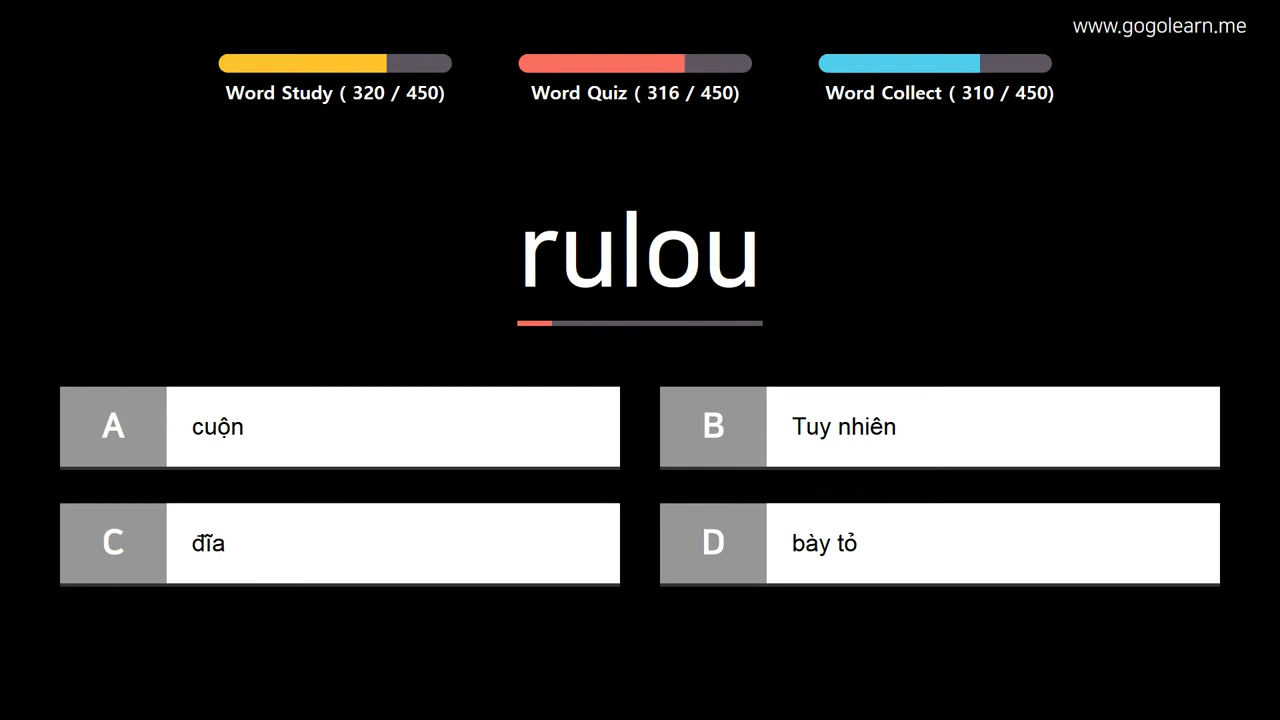 www.gogolearn.me
Word Study ( 320 / 450)
Word Quiz ( 316 / 450)
Word Collect ( 310 / 450)
rulou
A cuộn
B Tuy nhiên
C đĩa
D bày tỏ